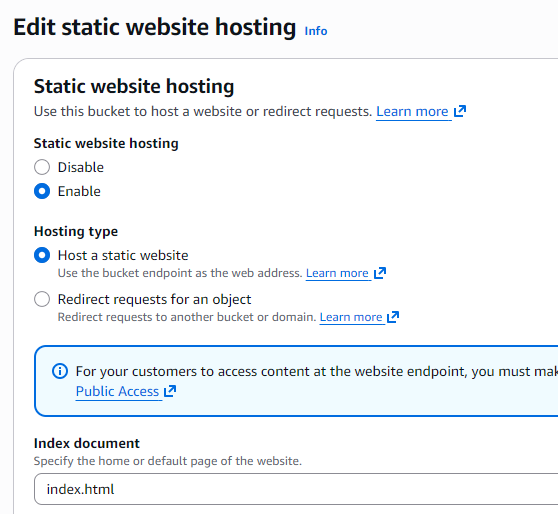 Edit static website hosting Info
Static website hosting
Use this bucket to host a website or redirect requests. Learn more
Static website hosting
Disable
Enable
Hosting type
Host a static website
Use the bucket endpoint as the web address. Learn more
Redirect requests for an object
Redirect requests to another bucket or domain. Learn more
For your customers to access content at the website endpoint, you must
Public Access
Index document
Specify the home or default page of the website.
index.html